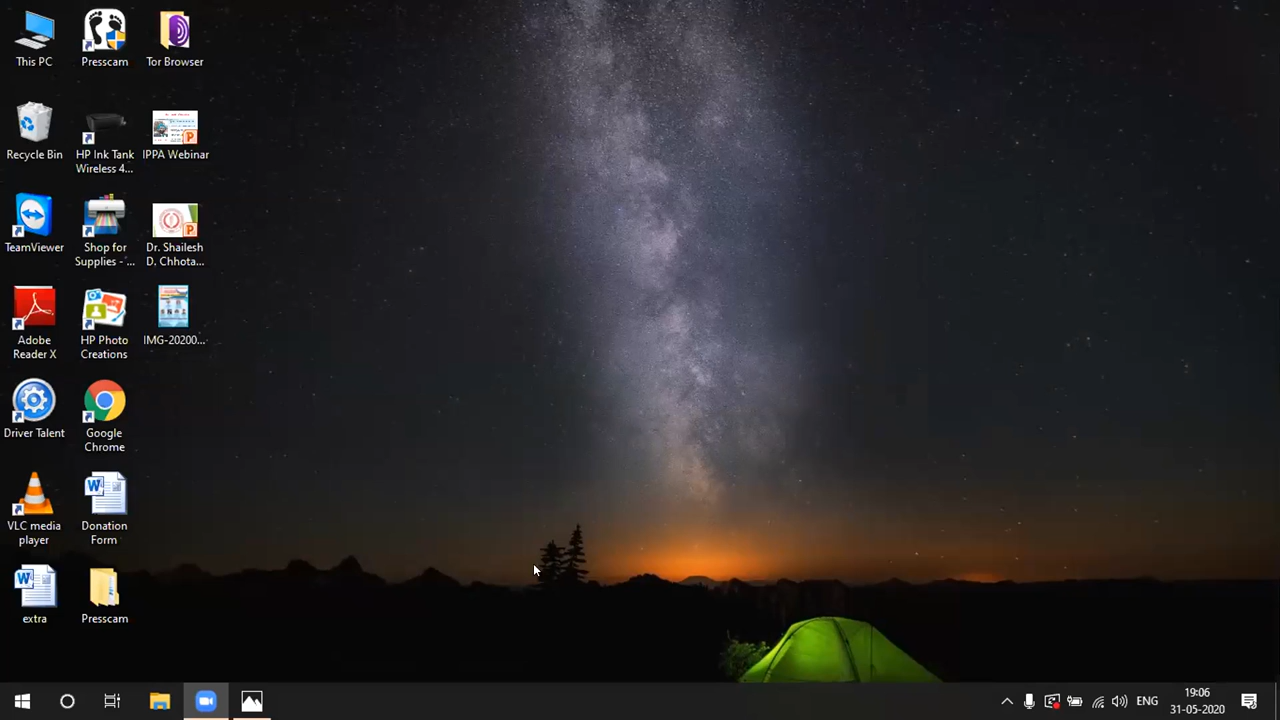 This PC
Presscam
Tor Browser
Recycle Bin
HP Ink Tank
Wireless 4...
IPPA Webinar
TeamViewer
Shop for
Supplies - ...
Dr. Shailesh
D. Chhota...
Adobe
Reader X
HP Photo
Creations
IMG-20200...
Driver Talent
Google
Chrome
VLC media
player
Donation
Form
extra
Presscam
ENG
19:06
31-05-2020